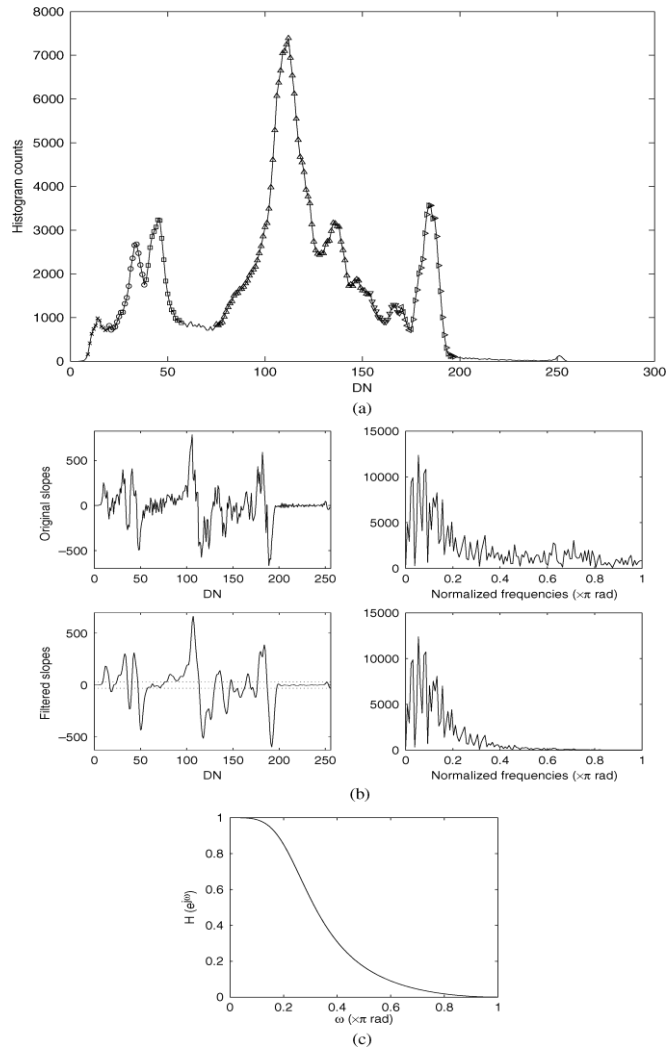 8000
7000
6000
5000
4000
3000
2000
1000
0
Histogram counts
0 50 100 150 200 250 300
DN
(a)
500
0
−500
Original slopes
0 50 100 150 200 250
DN
15000
10000
5000
0
0 0.2 0.4 0.6 0.8 1
Normalized frequencies (×π rad)
500
0
−500
Filtered slopes
0 50 100 150 200 250
DN
15000
10000
5000
0
0 0.2 0.4 0.6 0.8 1
Normalized frequencies (×π rad)
(b)
1
0.8
0.6
0.4
0.2
0
H (e^jω)
0 0.2 0.4 0.6 0.8 1
ω (×π rad)
(c)